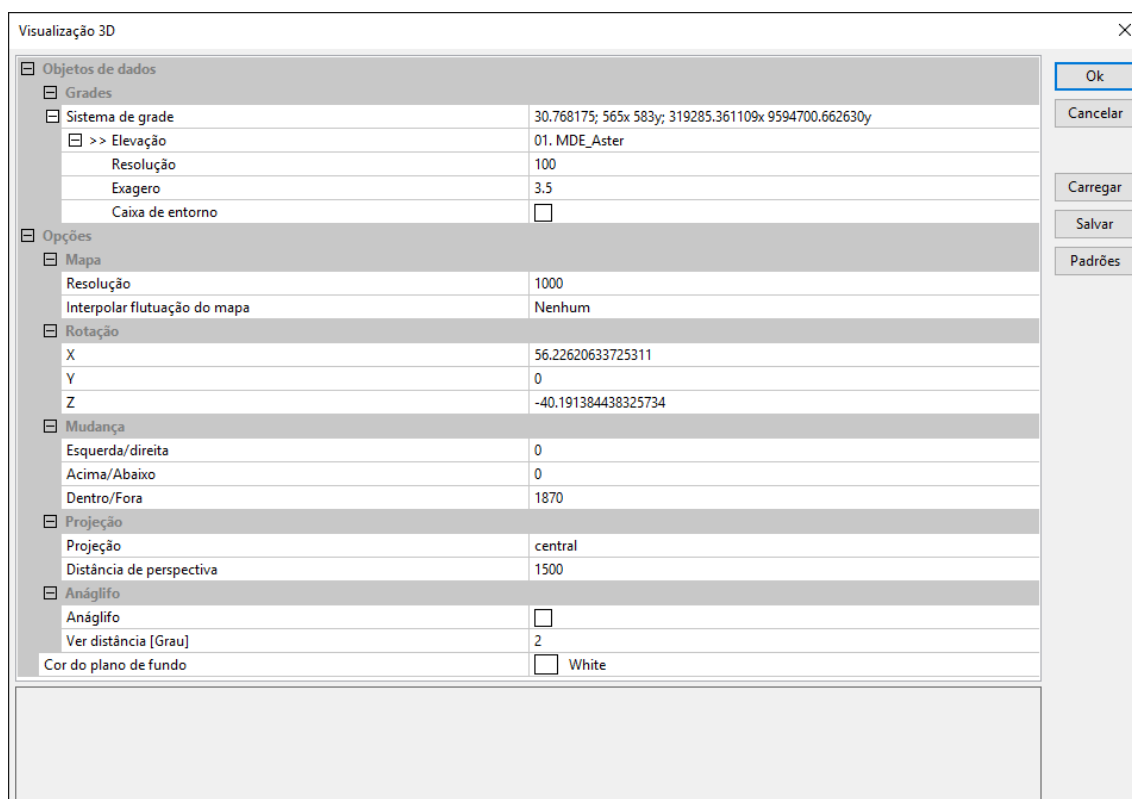 Visualização 3D
Objetos de dados
Ok
Grades
Sistema de grade 30.768175; 565x 583y; 319285.361109x 9594700.662630y
Cancelar
>> Elevação 01. MDE_Aster
Resolução 100
Exagero 3.5
Carregar
Caixa de entorno
Salvar
Opções
Mapa
Padrões
Resolução 1000
Interpolar flutuação do mapa Nenhum
Rotação
X 56.22620633725311
Y 0
Z -40.191384438325734
Mudança
Esquerda/direita 0
Acima/Abaixo 0
Dentro/Fora 1870
Projeção
Projeção central
Distância de perspectiva 1500
Anáglifo
Anáglifo
Ver distância [Grau] 2
Cor do plano de fundo White